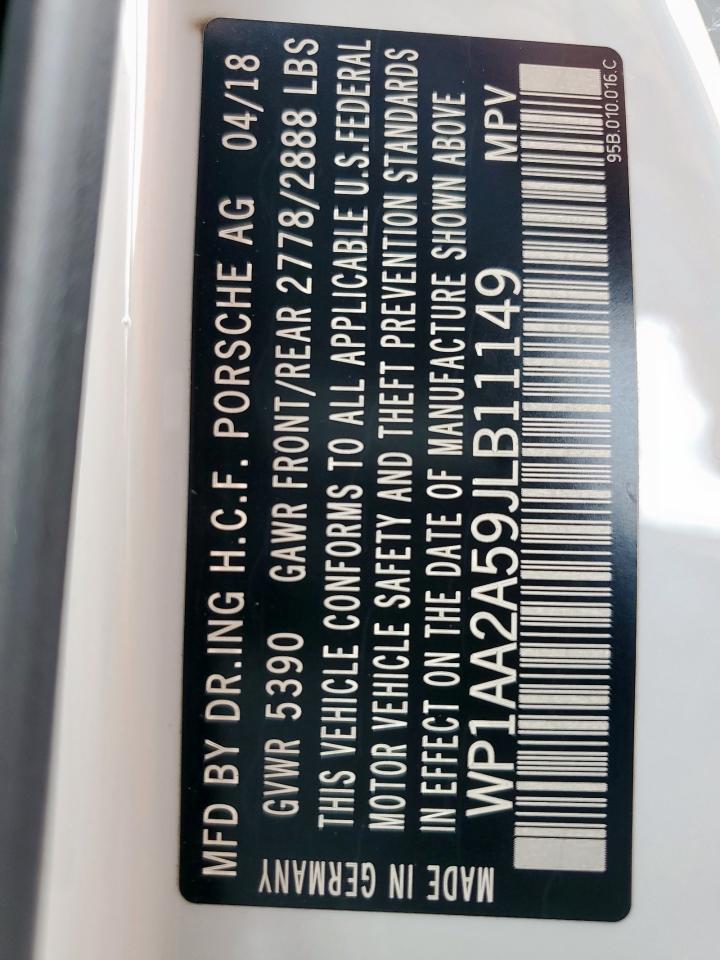 MFD BY DR.ING H.C.F. PORSCHE AG 04/18
GVWR 5390 GAWR FRONT/REAR 2778/2888 LBS
THIS VEHICLE CONFORMS TO ALL APPLICABLE U.S.FEDERAL
MOTOR VEHICLE SAFETY AND THEFT PREVENTION STANDARDS
IN EFFECT ON THE DATE OF MANUFACTURE SHOWN ABOVE
WP1AA2A59JLB11149 MPV
95B.010.016.C
MADE IN GERMANY